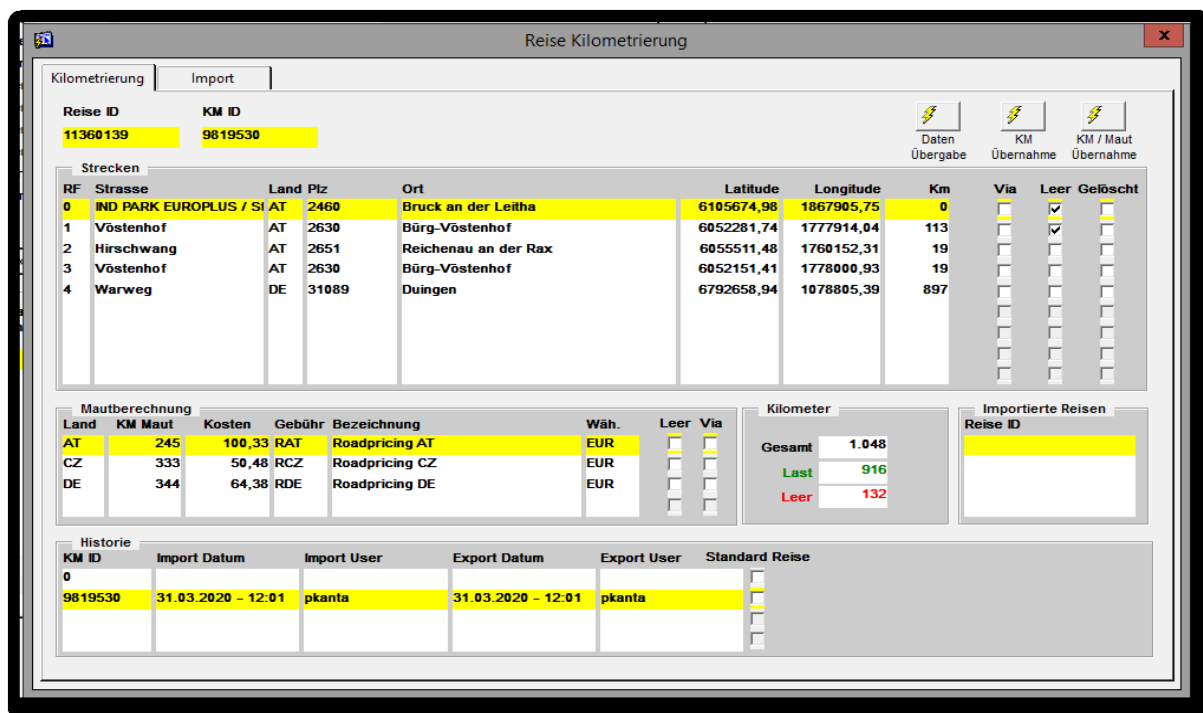 Reise Kilometrierung
x
Kilometrierung Import
Reise ID KM ID
11360139 9819530
Daten Übergabe KM Übernahme KM / Maut Übernahme
Strecken
RF Strasse Land Plz Ort Latitude Longitude Km Via Leer Gelöscht
0 IND PARK EUROPLUS / AT 2460 Bruck an der Leitha 6105674,98 1867905,75 0
1 Vöstenhof AT 2630 Bürg-Vöstenhof 6052281,74 1777914,04 113
2 Hirschwang AT 2651 Reichenau an der Rax 6055511,48 1760152,31 19
3 Vöstenhof AT 2630 Bürg-Vöstenhof 6052151,41 1778000,93 19
4 Warweg DE 31089 Duingen 6792658,94 1078805,39 897
Mautberechnung
Land KM Maut Kosten Gebühr Bezeichnung Wäh. Leer Via
AT 245 100,33 RAT Roadpricing AT EUR
CZ 333 50,48 RCZ Roadpricing CZ EUR
DE 344 64,38 RDE Roadpricing DE EUR
Kilometer
Gesamt 1.048
Last 916
Leer 132
Importierte Reisen
Reise ID
Historie
KM ID Import Datum Import User Export Datum Export User Standard Reise
0
9819530 31.03.2020 - 12:01 pkanta 31.03.2020 - 12:01 pkanta